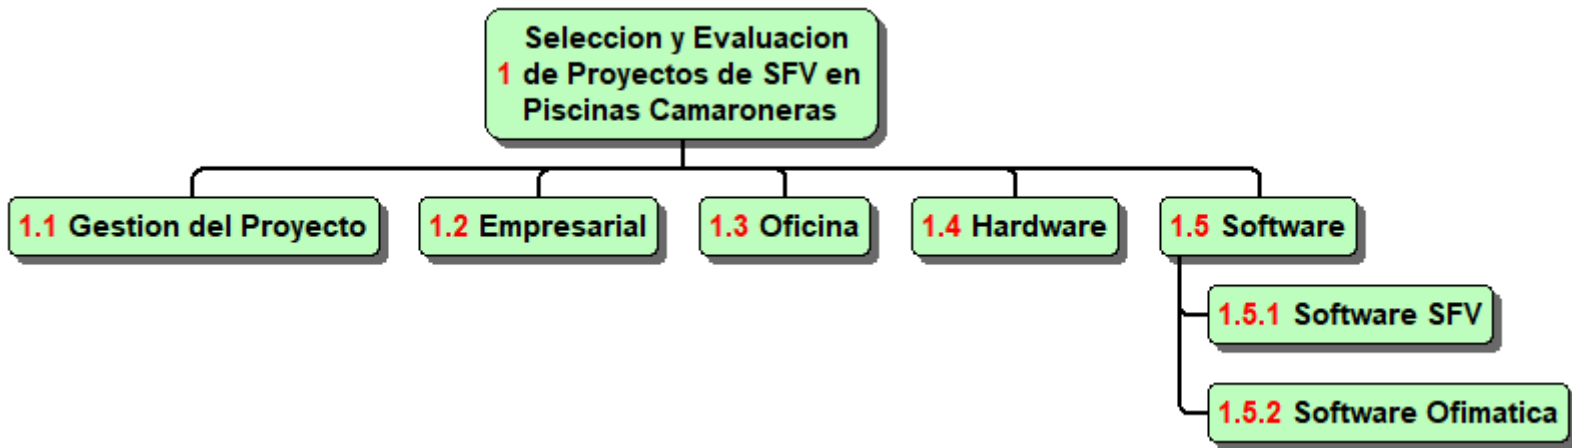 Seleccion y Evaluacion
1 de Proyectos de SFV en
Piscinas Camaroneras
1.1 Gestion del Proyecto
1.2 Empresarial
1.3 Oficina
1.4 Hardware
1.5 Software
1.5.1 Software SFV
1.5.2 Software Ofimatica